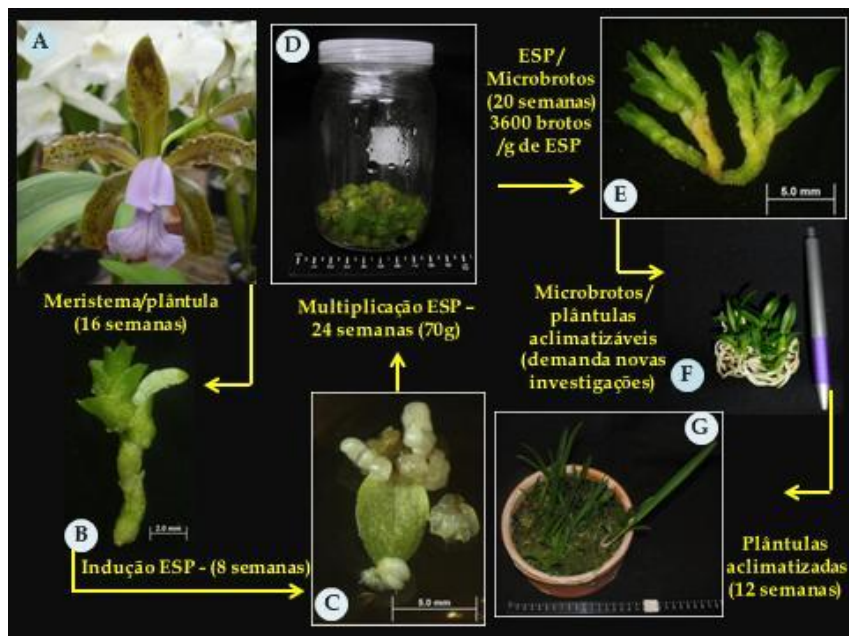 A
Meristema/plântula
(16 semanas)
B
2.0 mm
Indução ESP - (8 semanas)
C
5.0 mm
Multiplicação ESP –
24 semanas (70g)
D
ESP/
Microbrotos
(20 semanas)
3600 brotos
/g de ESP
E
5.0 mm
Microbrotos/
plântulas
aclimatizáveis
(demanda novas
investigações)
F
G
Plântulas
aclimatizadas
(12 semanas)